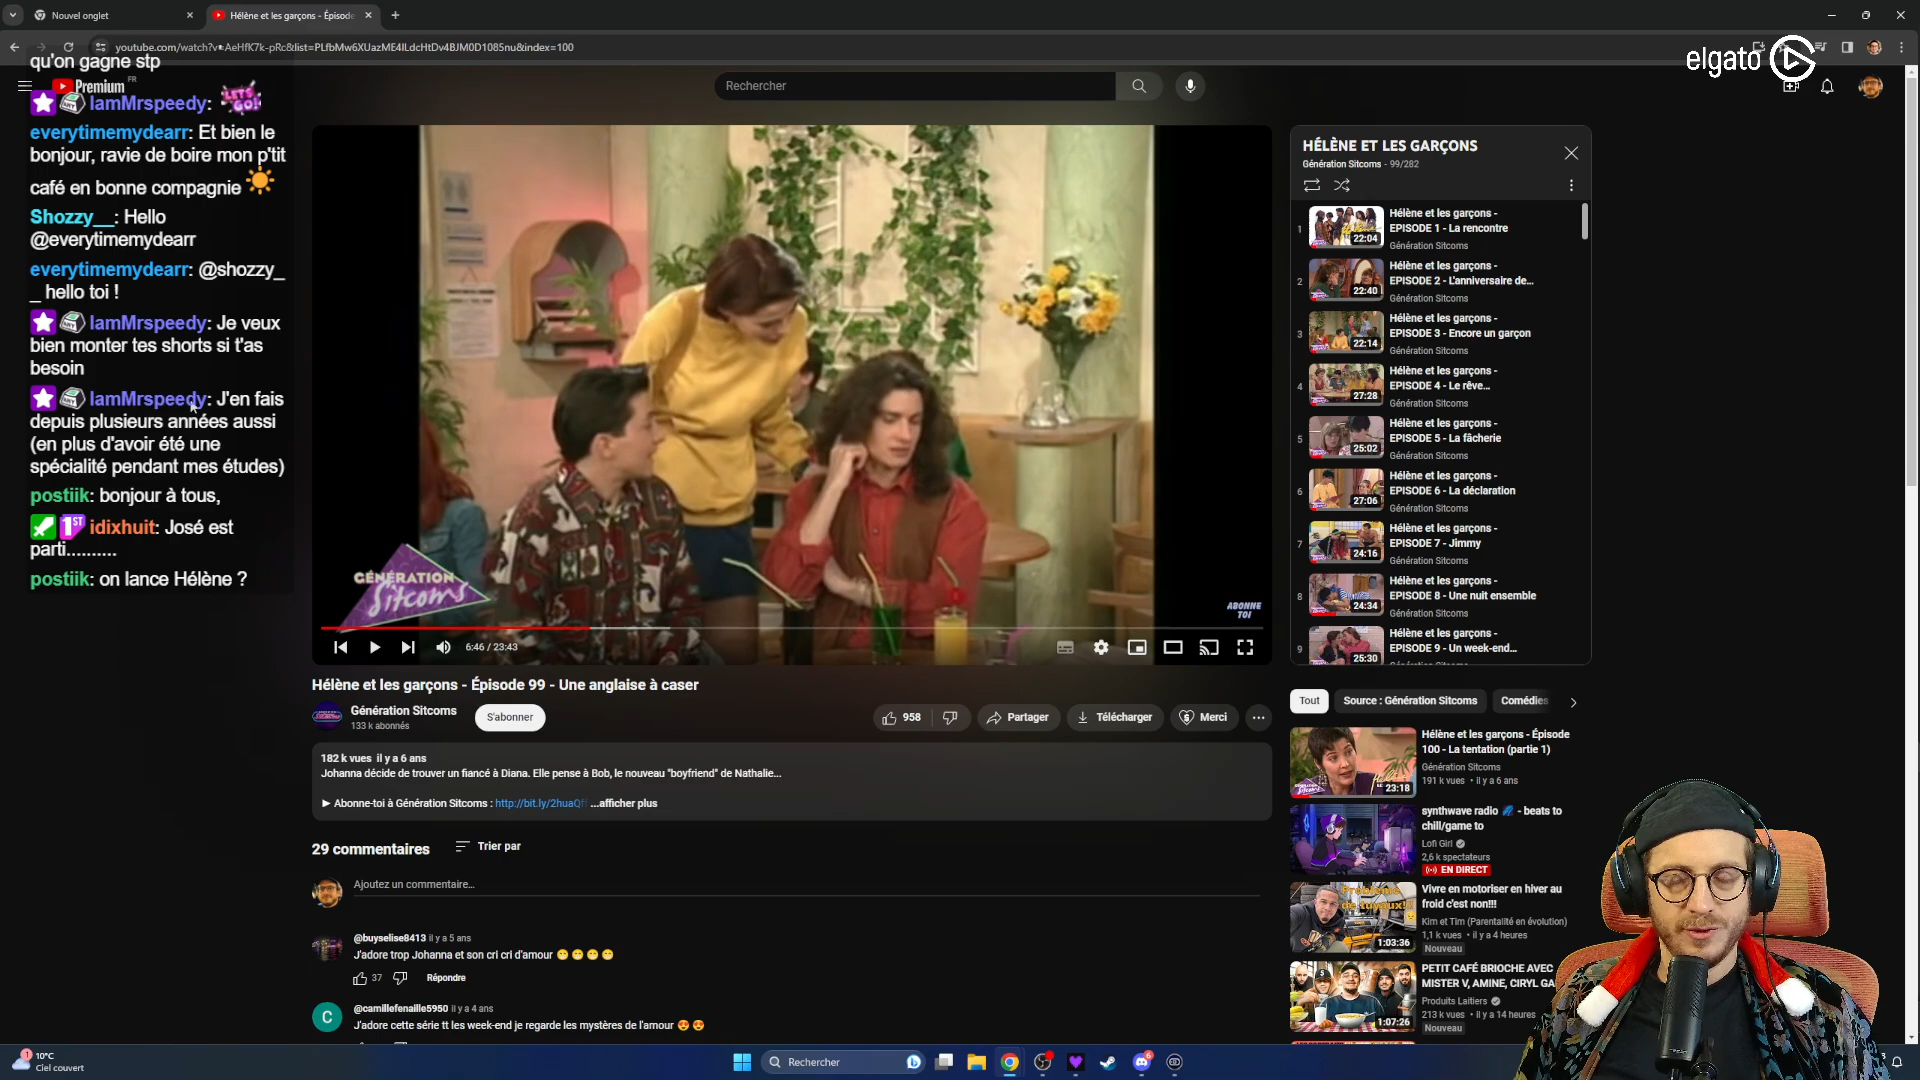 Nouvel onglet
Hélène et les garçons - Épisode
youtube.com/watch?v=AeHfK7k-pRc&list=PLfbMw6XUazME4lLdcHtDv4BJM0D1085nu&index=100
elgato
qu'on gagne stp
Premium
FR
IamMrspeedy: LET'S GO!
everytimemydearr: Et bien le
bonjour, ravie de boire mon p'tit
café en bonne compagnie
Shozzy__: Hello
@everytimemydearr
everytimemydearr: @shozzy_
_ hello toi !
IamMrspeedy: Je veux
bien monter tes shorts si t'as
besoin
IamMrspeedy: J'en fais
depuis plusieurs années aussi
(en plus d'avoir été une
spécialité pendant mes études)
postiik: bonjour à tous,
1ST idixhuit: José est
parti..........
postiik: on lance Hélène ?
Rechercher
GÉNÉRATION
Sitcoms
ABONNE
TOI
6:46 / 23:43
Hélène et les garçons - Épisode 99 - Une anglaise à caser
Génération Sitcoms
133 k abonnés
S'abonner
958
Partager
Télécharger
Merci
182 k vues il y a 6 ans
Johanna décide de trouver un fiancé à Diana. Elle pense à Bob, le nouveau "boyfriend" de Nathalie...
► Abonne-toi à Génération Sitcoms : http://bit.ly/2huaQf ...afficher plus
29 commentaires
Trier par
Ajoutez un commentaire...
@buyselise8413 il y a 5 ans
J'adore trop Johanna et son cri cri d'amour
37
Répondre
C
@camillefenaille5950 il y a 4 ans
J'adore cette série tt les week-end je regarde les mystères de l'amour
HÉLÈNE ET LES GARÇONS
Génération Sitcoms - 99/282
1
22:04
Hélène et les garçons -
EPISODE 1 - La rencontre
Génération Sitcoms
2
22:40
Hélène et les garçons -
EPISODE 2 - L'anniversaire de...
Génération Sitcoms
3
22:14
Hélène et les garçons -
EPISODE 3 - Encore un garçon
Génération Sitcoms
4
27:28
Hélène et les garçons -
EPISODE 4 - Le rêve...
Génération Sitcoms
5
25:02
Hélène et les garçons -
EPISODE 5 - La fâcherie
Génération Sitcoms
6
27:06
Hélène et les garçons -
EPISODE 6 - La déclaration
Génération Sitcoms
7
24:16
Hélène et les garçons -
EPISODE 7 - Jimmy
Génération Sitcoms
8
24:34
Hélène et les garçons -
EPISODE 8 - Une nuit ensemble
Génération Sitcoms
9
25:30
Hélène et les garçons -
EPISODE 9 - Un week-end...
Tout
Source : Génération Sitcoms
Comédies
23:18
Hélène et les garçons - Épisode
100 - La tentation (partie 1)
Génération Sitcoms
191 k vues • il y a 6 ans
synthwave radio - beats to
chill/game to
Lofi Girl
2,6 k spectateurs
EN DIRECT
Problème
de tuyaux!!
1:03:36
Vivre en motoriser en hiver au
froid c'est non!!!
Kim et Tim (Parentalité en évolution)
1,1 k vues • il y a 4 heures
Nouveau
1:07:26
PETIT CAFÉ BRIOCHE AVEC
MISTER V, AMINE, CIRYL GA
Produits Laitiers
213 k vues • il y a 14 heures
Nouveau
1
10°C
Ciel couvert
Rechercher
6